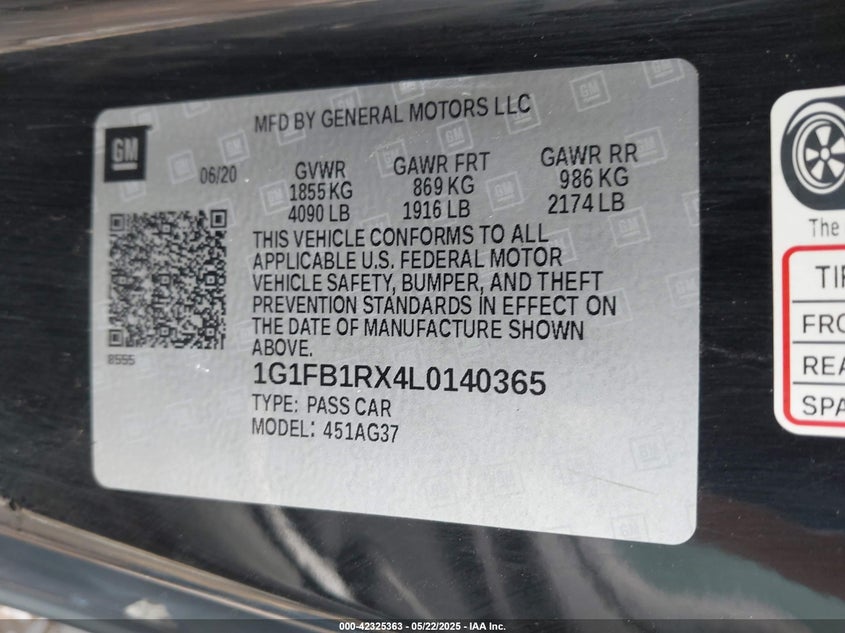 MFD BY GENERAL MOTORS LLC
GM
06/20
GVWR GAWR FRT GAWR RR
1855 KG 869 KG 986 KG
4090 LB 1916 LB 2174 LB
THIS VEHICLE CONFORMS TO ALL
APPLICABLE U.S. FEDERAL MOTOR
VEHICLE SAFETY, BUMPER, AND THEFT
PREVENTION STANDARDS IN EFFECT ON
THE DATE OF MANUFACTURE SHOWN
ABOVE.
8555
1G1FB1RX4L0140365
TYPE: PASS CAR
MODEL: 451AG37
The
TIR
FRO
REA
SPA
000-42325363 - 05/22/2025 - IAA Inc.